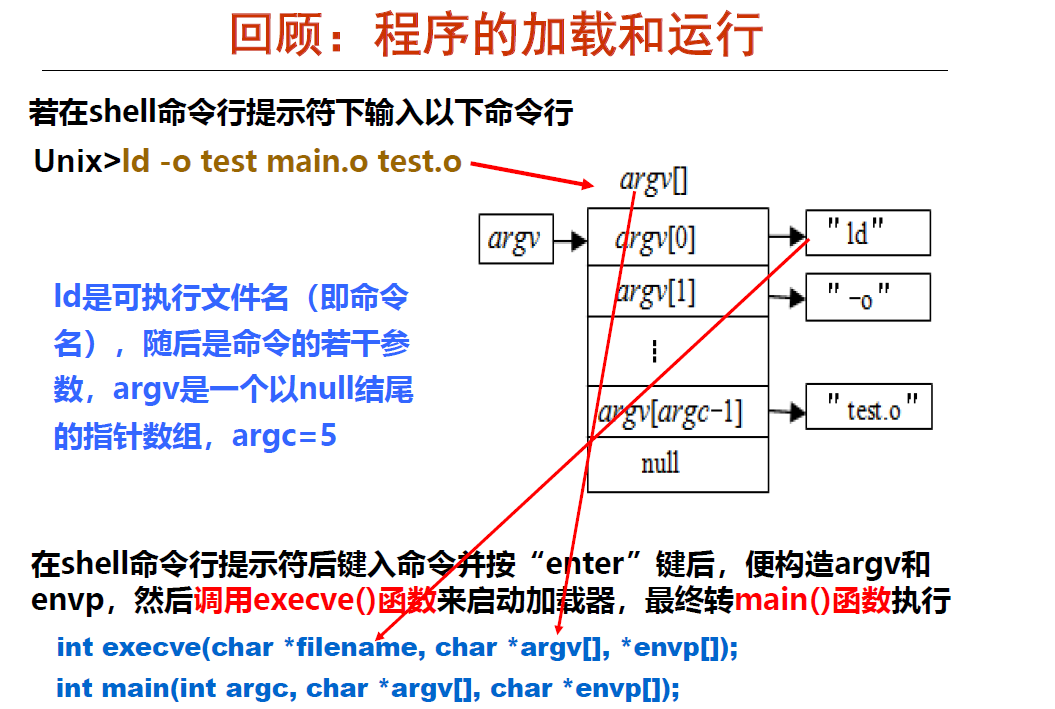 回顾：程序的加载和运行
若在shell命令行提示符下输入以下命令行
Unix>ld -o test main.o test.o
argv[]
argv
argv[0]
"ld"
argv[1]
"-o"
⋮
argv[argc-1]
"test.o"
null
ld是可执行文件名（即命令
名），随后是命令的若干参
数，argv是一个以null结尾
的指针数组，argc=5
在shell命令行提示符后键入命令并按“enter”键后，便构造argv和
envp，然后调用execve()函数来启动加载器，最终转main()函数执行
int execve(char *filename, char *argv[], *envp[]);
int main(int argc, char *argv[], char *envp[]);